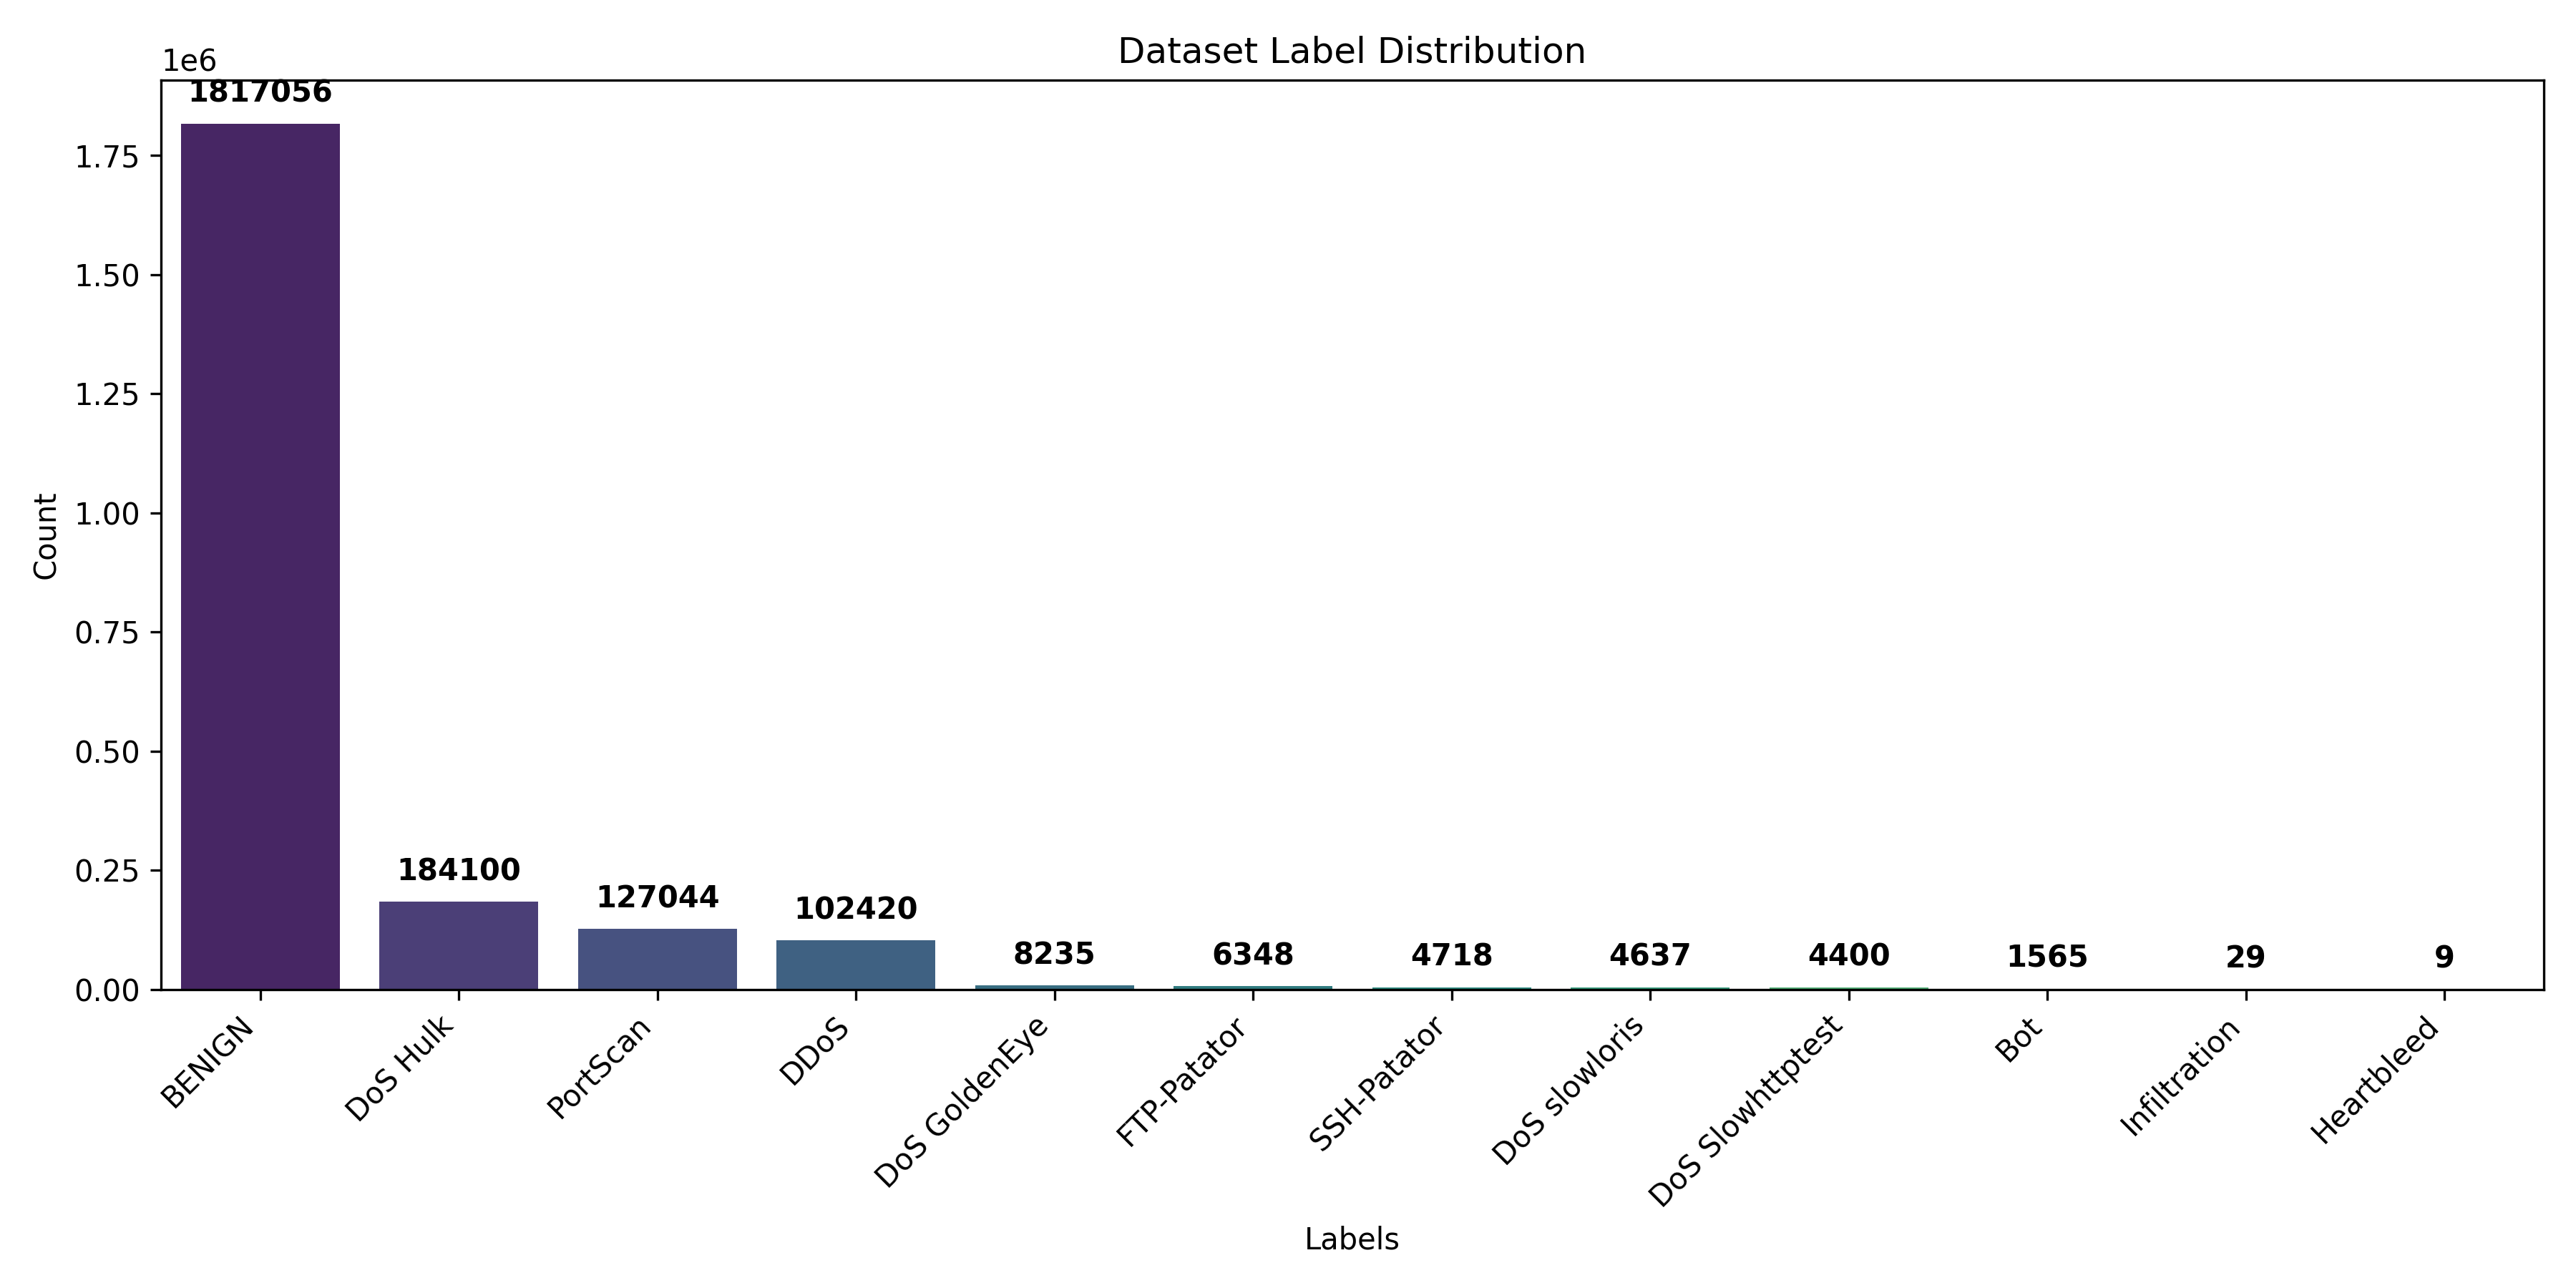 Dataset Label Distribution
1e6
1817056
1.75
1.50
1.25
1.00
0.75
0.50
0.25
0.00
Count
184100
127044
102420
8235
6348
4718
4637
4400
1565
29
9
BENIGN
DoS Hulk
PortScan
DDoS
DoS GoldenEye
FTP-Patator
SSH-Patator
DoS slowloris
DoS Slowhttptest
Bot
Infiltration
Heartbleed
Labels